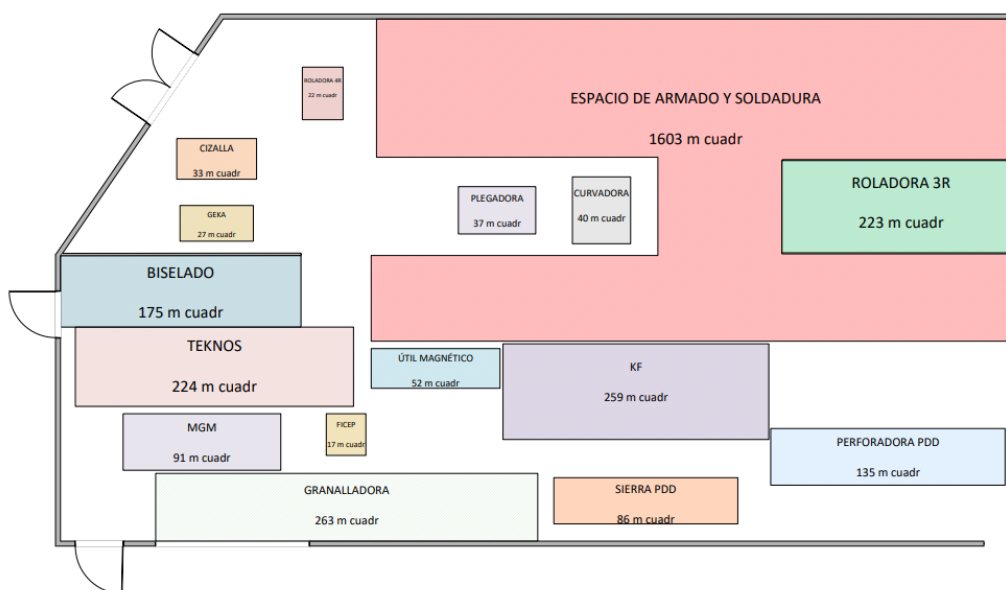 ROLADORA 4R
22 m cuadr
ESPACIO DE ARMADO Y SOLDADURA
1603 m cuadr
CIZALLA
33 m cuadr
ROLADORA 3R
223 m cuadr
PLEGADORA
37 m cuadr
CURVADORA
40 m cuadr
GEKA
27 m cuadr
BISELADO
175 m cuadr
TEKNOS
224 m cuadr
ÚTIL MAGNÉTICO
52 m cuadr
KF
259 m cuadr
MGM
91 m cuadr
FICEP
17 m cuadr
PERFORADORA PDD
135 m cuadr
GRANALLADORA
263 m cuadr
SIERRA PDD
86 m cuadr